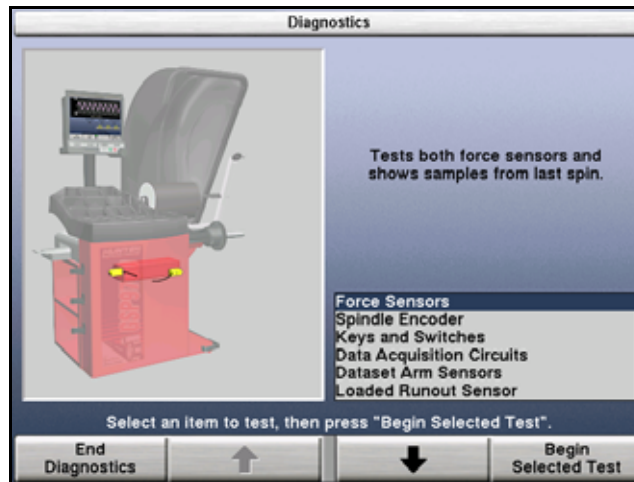 Diagnostics
Tests both force sensors and
shows samples from last spin.
Force Sensors
Spindle Encoder
Keys and Switches
Data Acquisition Circuits
Dataset Arm Sensors
Loaded Runout Sensor
Select an item to test, then press "Begin Selected Test".
End
Diagnostics
Begin
Selected Test